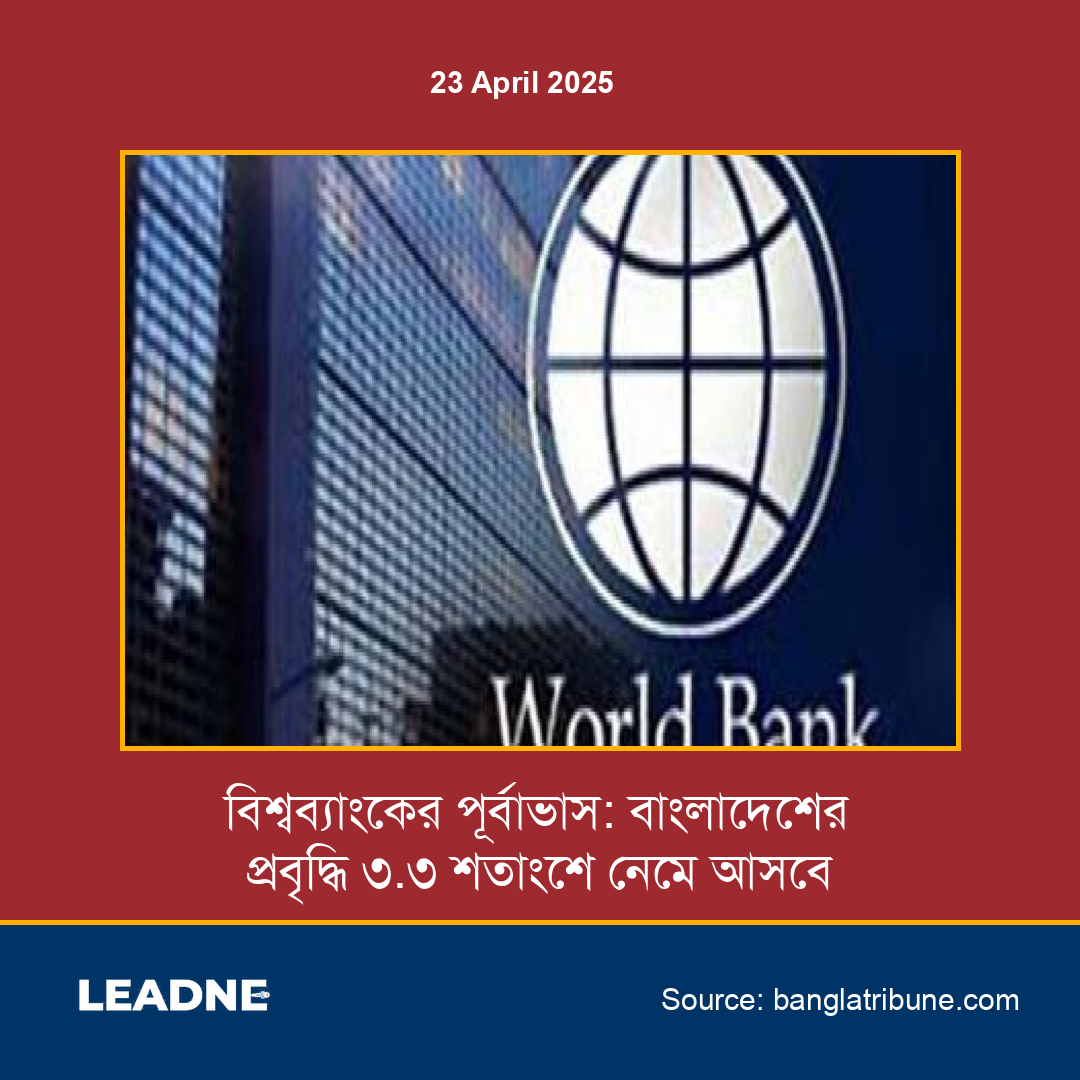 23 April 2025
World Bank
বিশ্বব্যাংকের পূর্বাভাস: বাংলাদেশের
প্রবৃদ্ধি ৩.৩ শতাংশে নেমে আসবে
LEADNE
Source: banglatribune.com